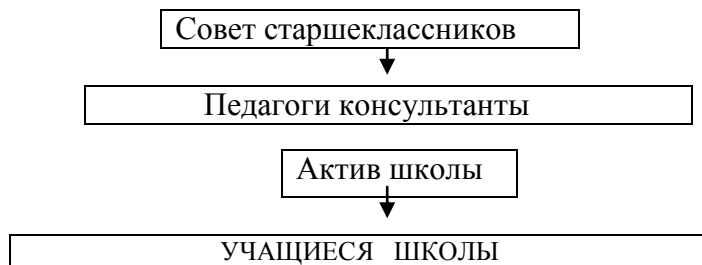 Совет старшеклассников
Педагоги консультанты
Актив школы
УЧАЩИЕСЯ ШКОЛЫ